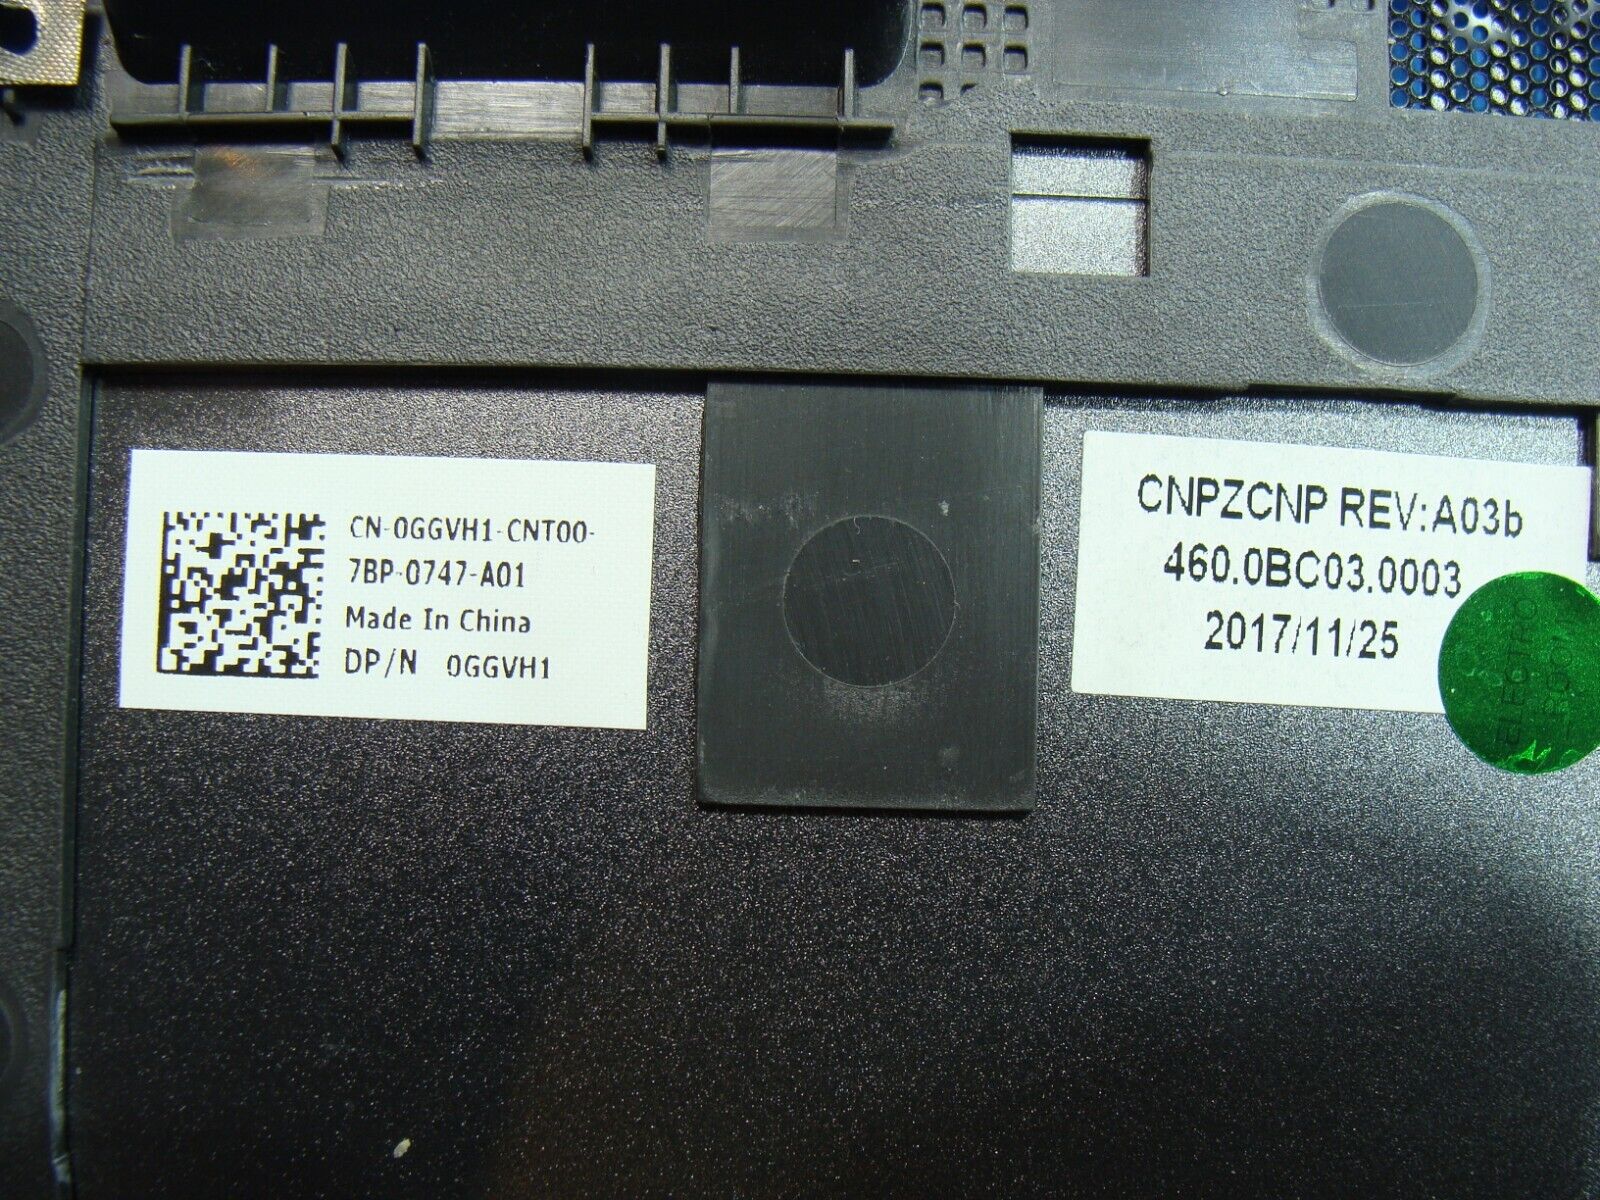 CN-0GGVH1-CNT00-
7BP-0747-A01
Made In China
DP/N 0GGVH1
CNPZCNP REV:A03b
460.0BC03.0003
2017/11/25
ELECTRO